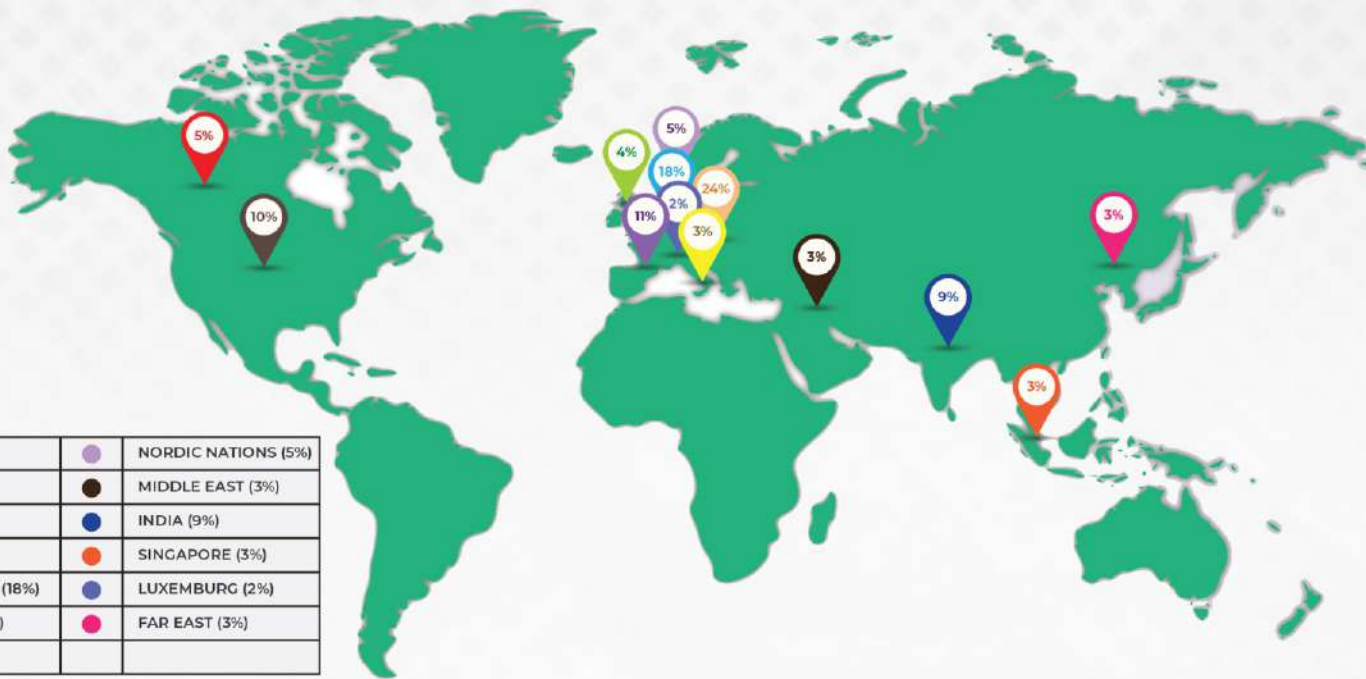 5%
5%
4%
18%
24%
10%
2%
11%
3%
3%
3%
9%
3%
NORDIC NATIONS (5%)
MIDDLE EAST (3%)
INDIA (9%)
SINGAPORE (3%)
(18%) LUXEMBURG (2%)
) FAR EAST (3%)